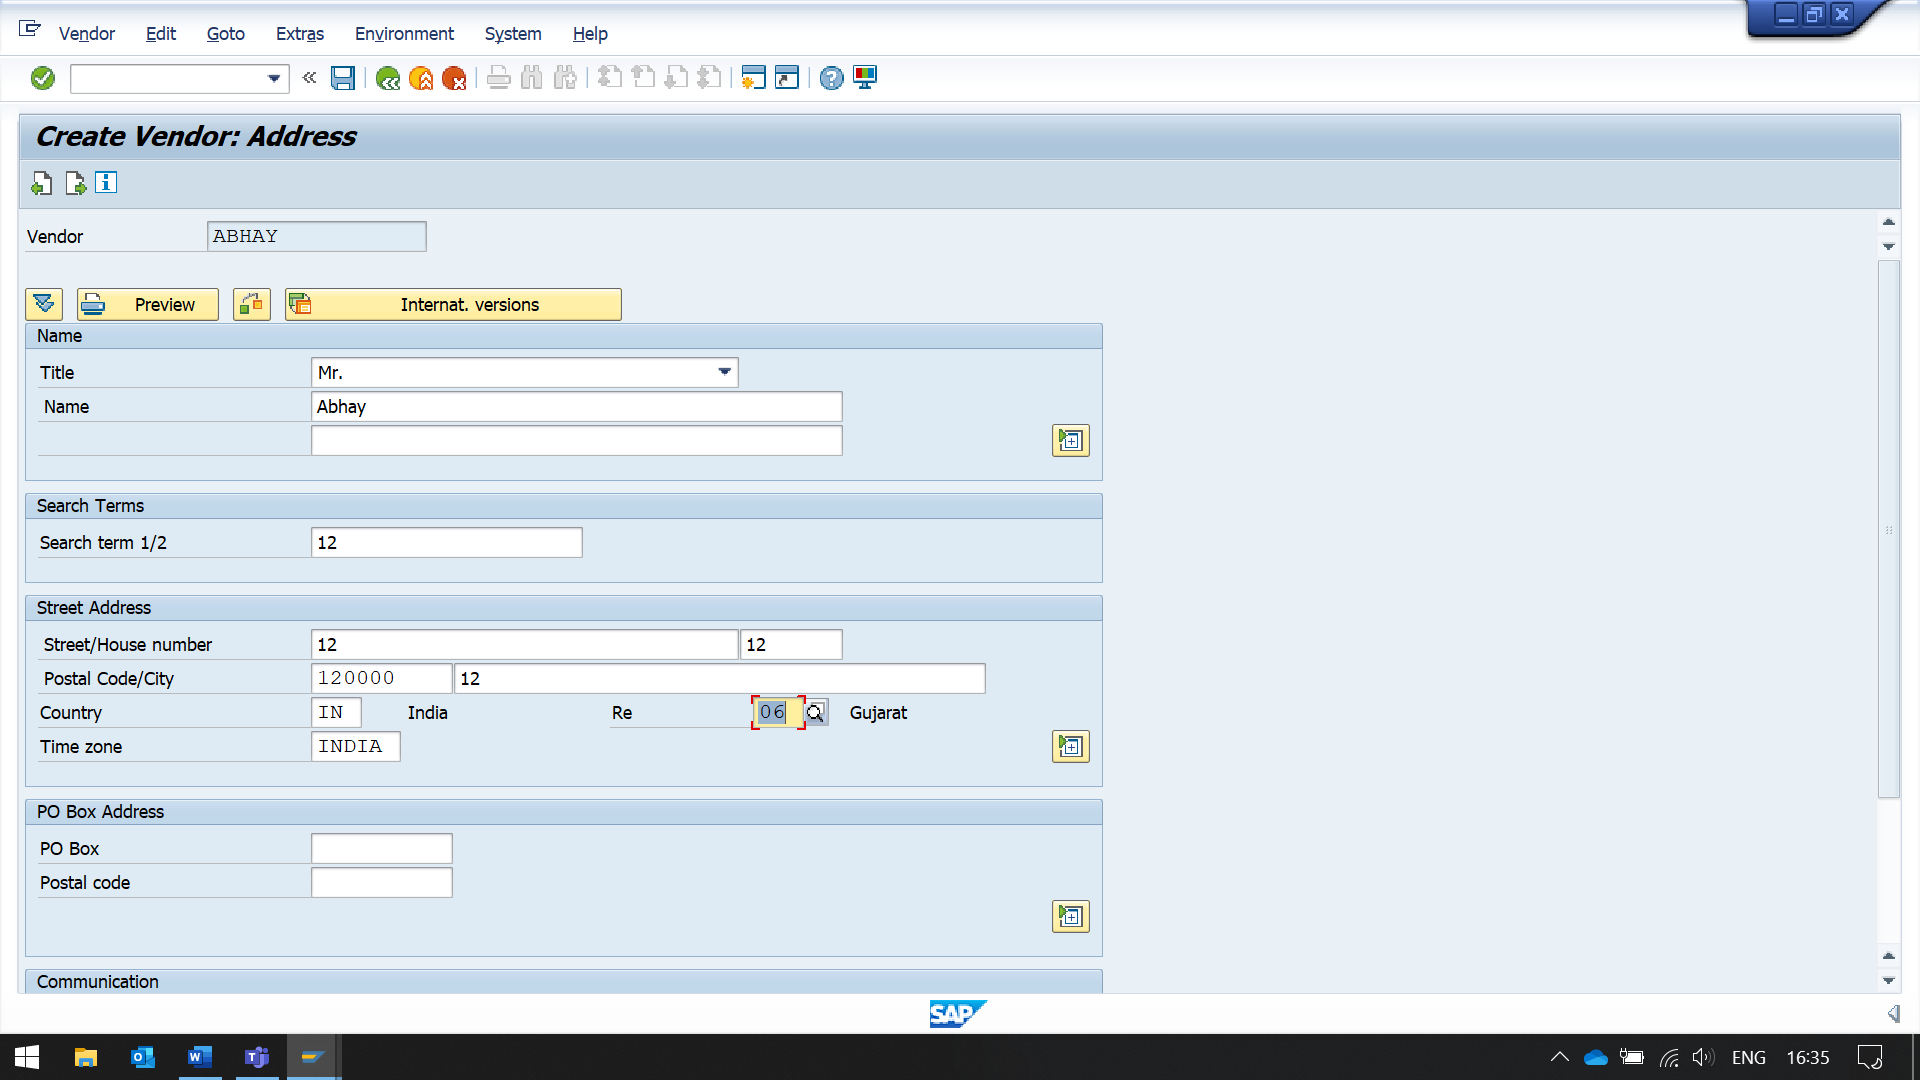 Vendor Edit Goto Extras Environment System Help
Create Vendor: Address
Vendor ABHAY
Preview Internat. versions
Name
Title Mr.
Name Abhay
Search Terms
Search term 1/2 12
Street Address
Street/House number 12 12
Postal Code/City 120000 12
Country IN India Re 06 Gujarat
Time zone INDIA
PO Box Address
PO Box
Postal code
Communication
SAP
ENG 16:35